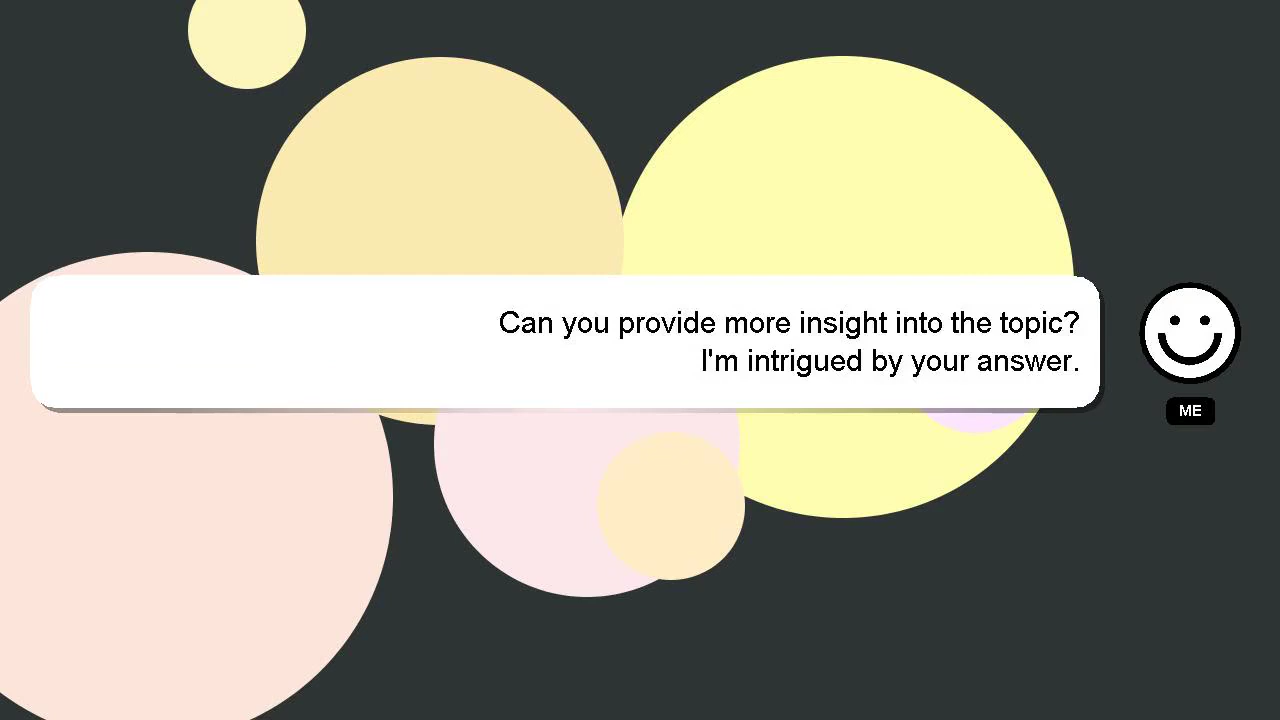 Can you provide more insight into the topic?
I'm intrigued by your answer.
ME